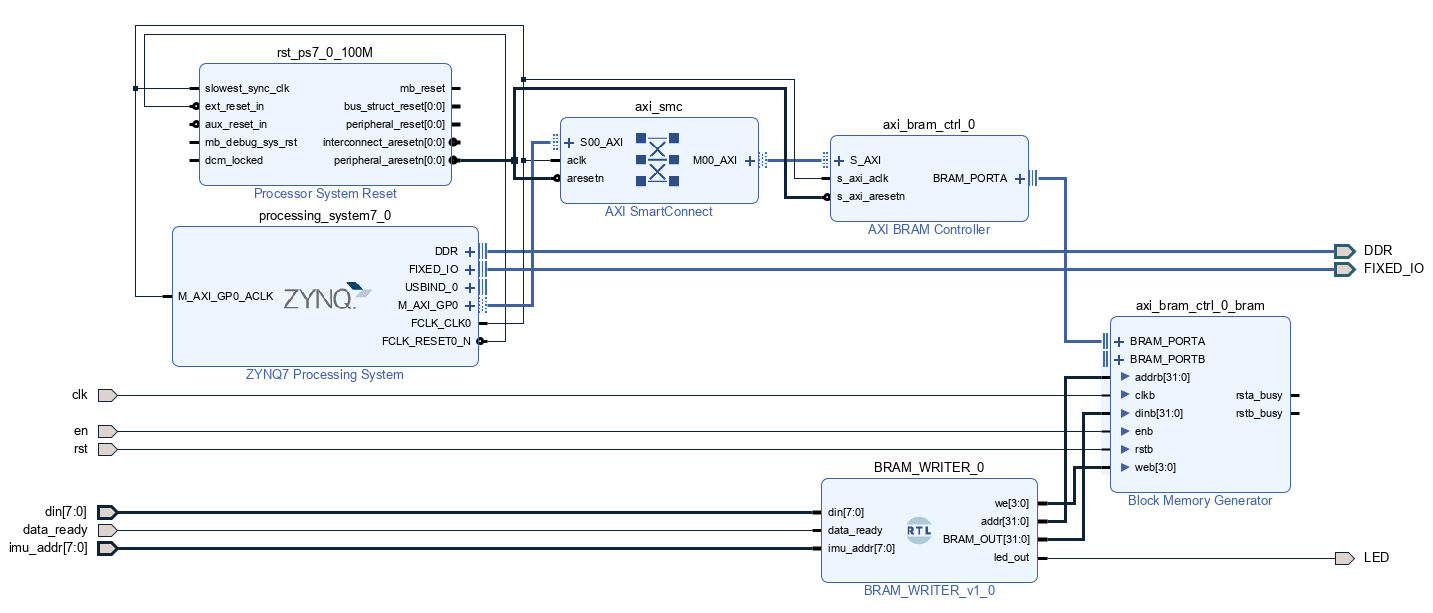 rst_ps7_0_100M
slowest_sync_clk
mb_reset
ext_reset_in
bus_struct_reset[0:0]
aux_reset_in
peripheral_reset[0:0]
mb_debug_sys_rst
interconnect_aresetn[0:0]
dcm_locked
peripheral_aresetn[0:0]
Processor System Reset
axi_smc
S00_AXI
aclk
M00_AXI
aresetn
AXI SmartConnect
axi_bram_ctrl_0
S_AXI
s_axi_aclk
BRAM_PORTA
s_axi_aresetn
AXI BRAM Controller
processing_system7_0
DDR
FIXED_IO
USBIND_0
M_AXI_GP0_ACLK
ZYNQ.
M_AXI_GP0
FCLK_CLK0
FCLK_RESET0_N
ZYNQ7 Processing System
DDR
FIXED_IO
axi_bram_ctrl_0_bram
BRAM_PORTA
BRAM_PORTB
addrb[31:0]
clkb
rsta_busy
dinb[31:0]
rstb_busy
enb
rstb
web[3:0]
Block Memory Generator
clk
en
rst
BRAM_WRITER_0
din[7:0]
data_ready
imu_addr[7:0]
din[7:0]
data_ready
imu_addr[7:0]
RTL
we[3:0]
addr[31:0]
BRAM_OUT[31:0]
led_out
BRAM_WRITER_v1_0
LED